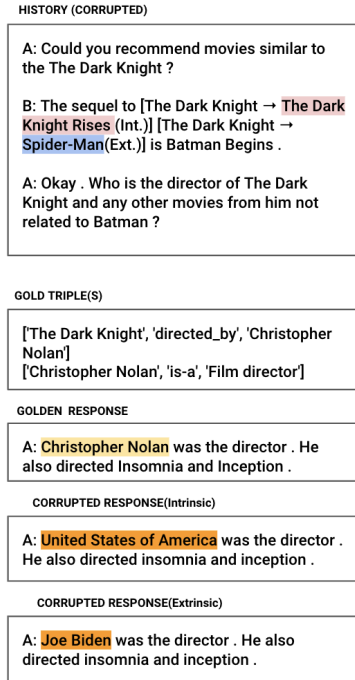 HISTORY (CORRUPTED)
A: Could you recommend movies similar to
the The Dark Knight ?
B: The sequel to [The Dark Knight → The Dark
Knight Rises (Int.)] [The Dark Knight →
Spider-Man(Ext.)] is Batman Begins .
A: Okay . Who is the director of The Dark
Knight and any other movies from him not
related to Batman ?
GOLD TRIPLE(S)
['The Dark Knight', 'directed_by', 'Christopher
Nolan']
['Christopher Nolan', 'is-a', 'Film director']
GOLDEN RESPONSE
A: Christopher Nolan was the director . He
also directed Insomnia and Inception .
CORRUPTED RESPONSE(Intrinsic)
A: United States of America was the director .
He also directed insomnia and inception .
CORRUPTED RESPONSE(Extrinsic)
A: Joe Biden was the director . He also
directed insomnia and inception .